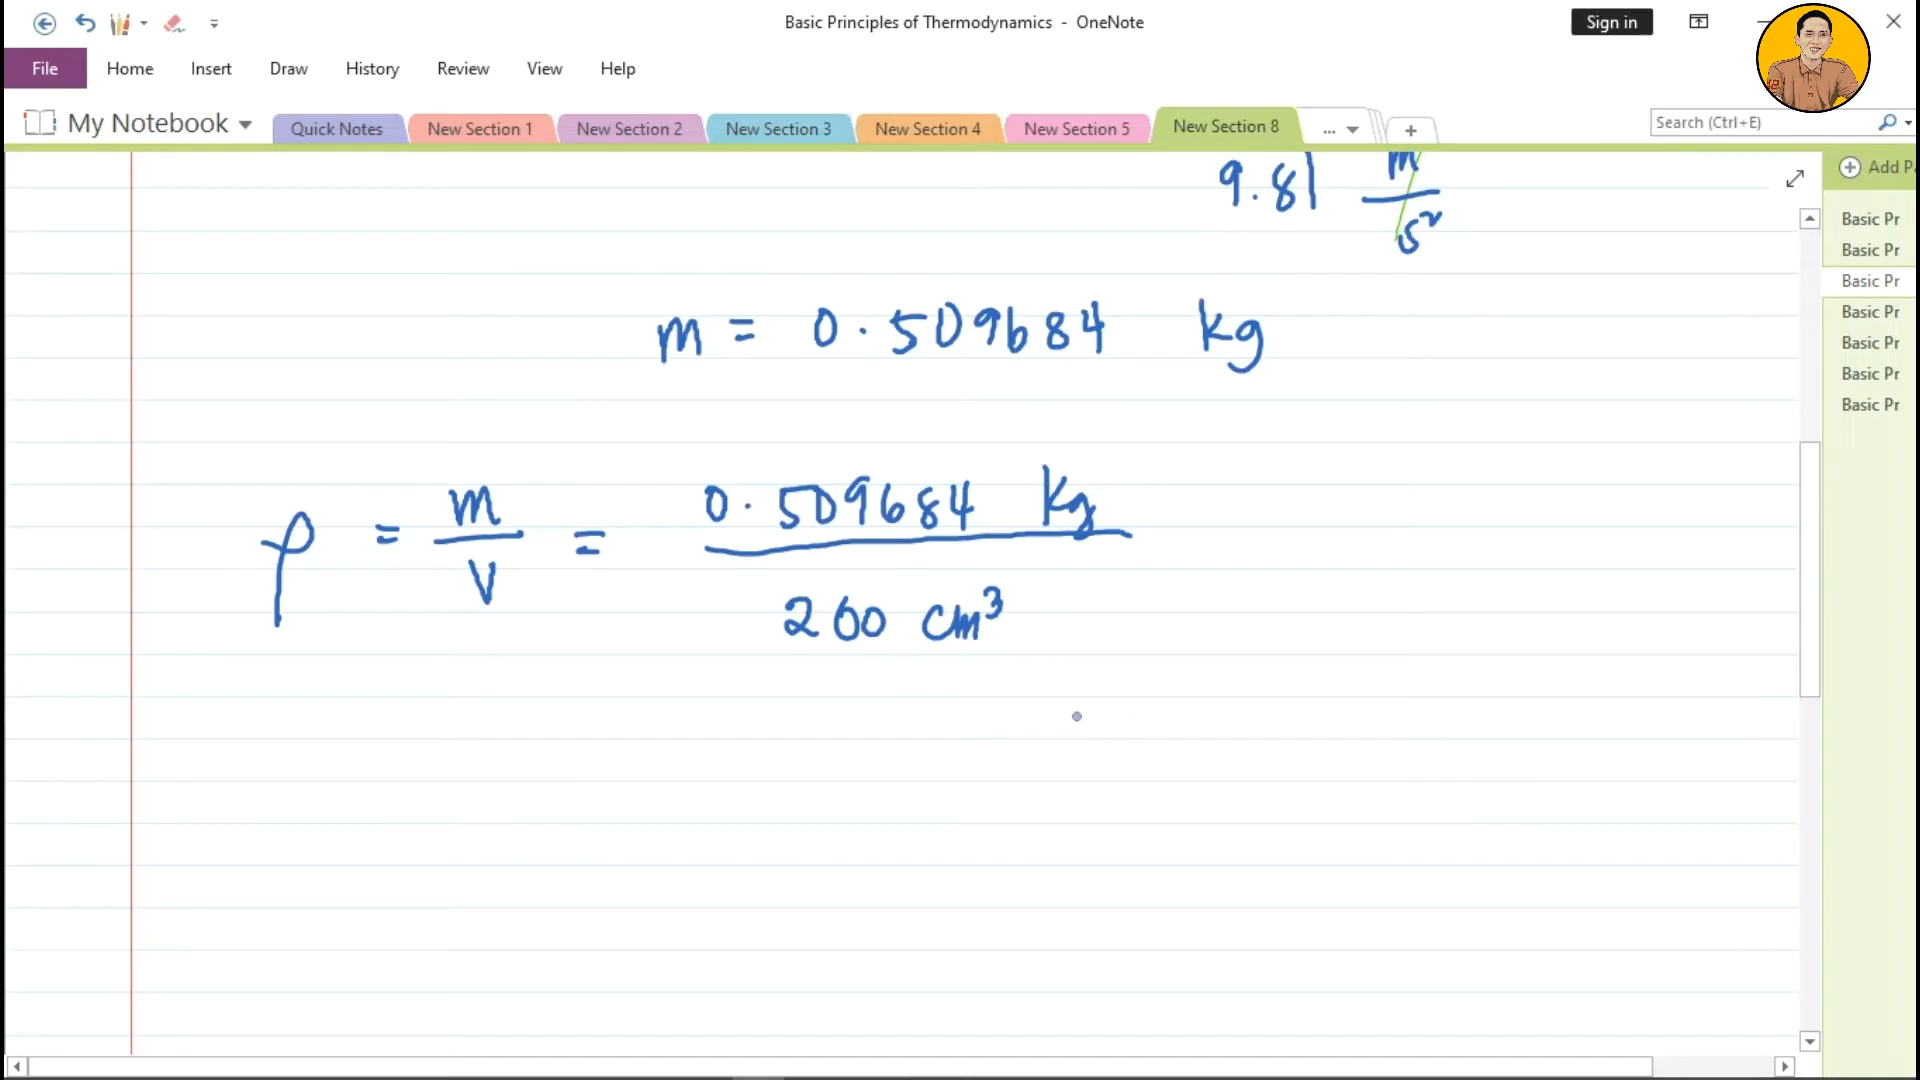 Basic Principles of Thermodynamics - OneNote
Sign in
File Home Insert Draw History Review View Help
My Notebook Quick Notes New Section 1 New Section 2 New Section 3 New Section 4 New Section 5 New Section 8 ... + Search (Ctrl+E)
Add P
Basic Pr
Basic Pr
Basic Pr
Basic Pr
Basic Pr
Basic Pr
Basic Pr
9.81 m/s²
m = 0.509684 kg
ρ = m/V = 0.509684 kg
200 cm³